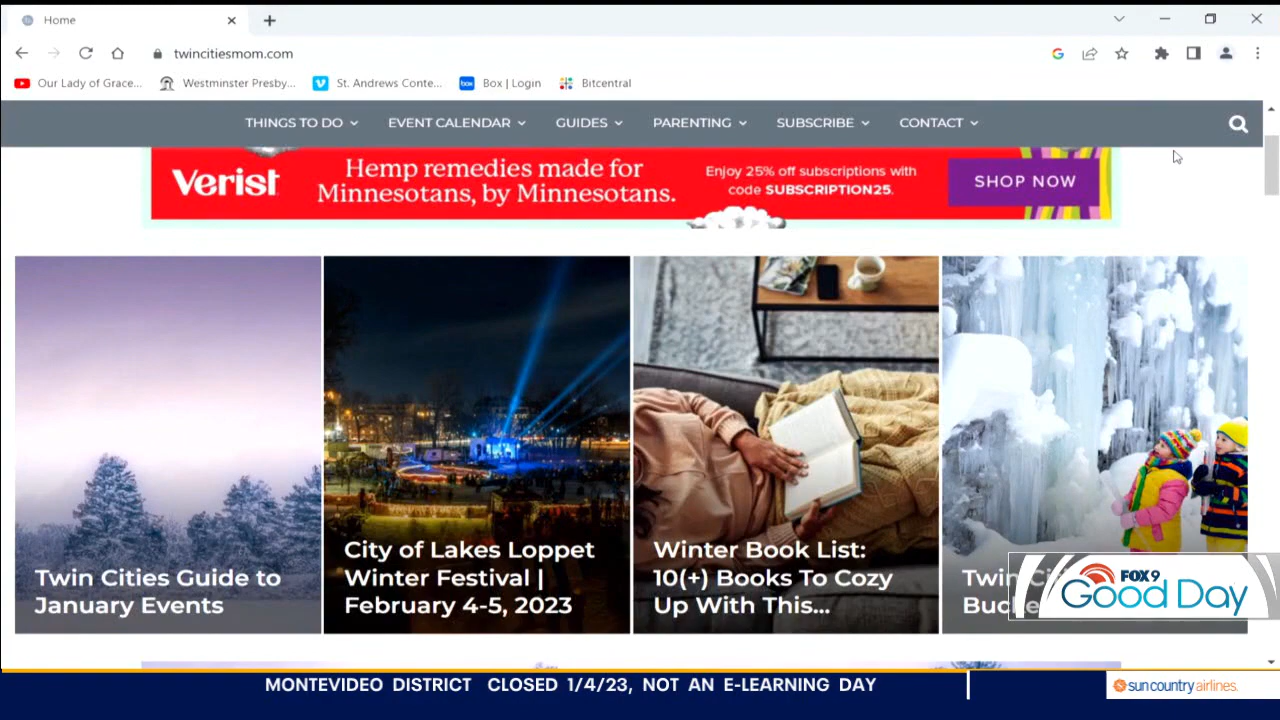 Home
twincitiesmom.com
Our Lady of Grace...
Westminster Presby...
St. Andrews Conte...
box
Box | Login
Bitcentral
THINGS TO DO
EVENT CALENDAR
GUIDES
PARENTING
SUBSCRIBE
CONTACT
Verist
Hemp remedies made for
Minnesotans, by Minnesotans.
Enjoy 25% off subscriptions with
code SUBSCRIPTION25.
SHOP NOW
Twin Cities Guide to
January Events
City of Lakes Loppet
Winter Festival |
February 4-5, 2023
Winter Book List:
10(+) Books To Cozy
Up With This...
FOX 9
Good Day
MONTEVIDEO DISTRICT CLOSED 1/4/23, NOT AN E-LEARNING DAY
sun country airlines.